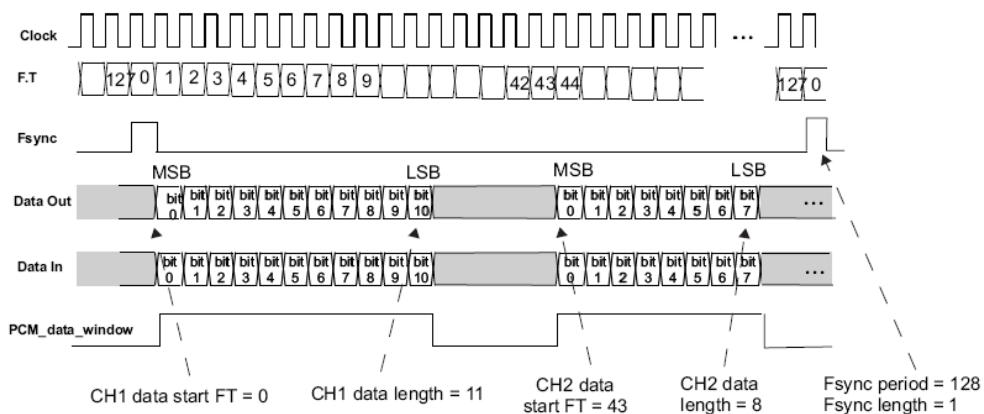 Clock ...
F.T 127 0 1 2 3 4 5 6 7 8 9 42 43 44 127 0
Fsync
MSB LSB MSB LSB
Data Out bit 0 bit 1 bit 2 bit 3 bit 4 bit 5 bit 6 bit 7 bit 8 bit 9 bit 10 bit 0 bit 1 bit 2 bit 3 bit 4 bit 5 bit 6 bit 7 ...
Data In bit 0 bit 1 bit 2 bit 3 bit 4 bit 5 bit 6 bit 7 bit 8 bit 9 bit 10 bit 0 bit 1 bit 2 bit 3 bit 4 bit 5 bit 6 bit 7 ...
PCM_data_window
CH1 data start FT = 0
CH1 data length = 11
CH2 data
start FT = 43
CH2 data
length = 8
Fsync period = 128
Fsync length = 1